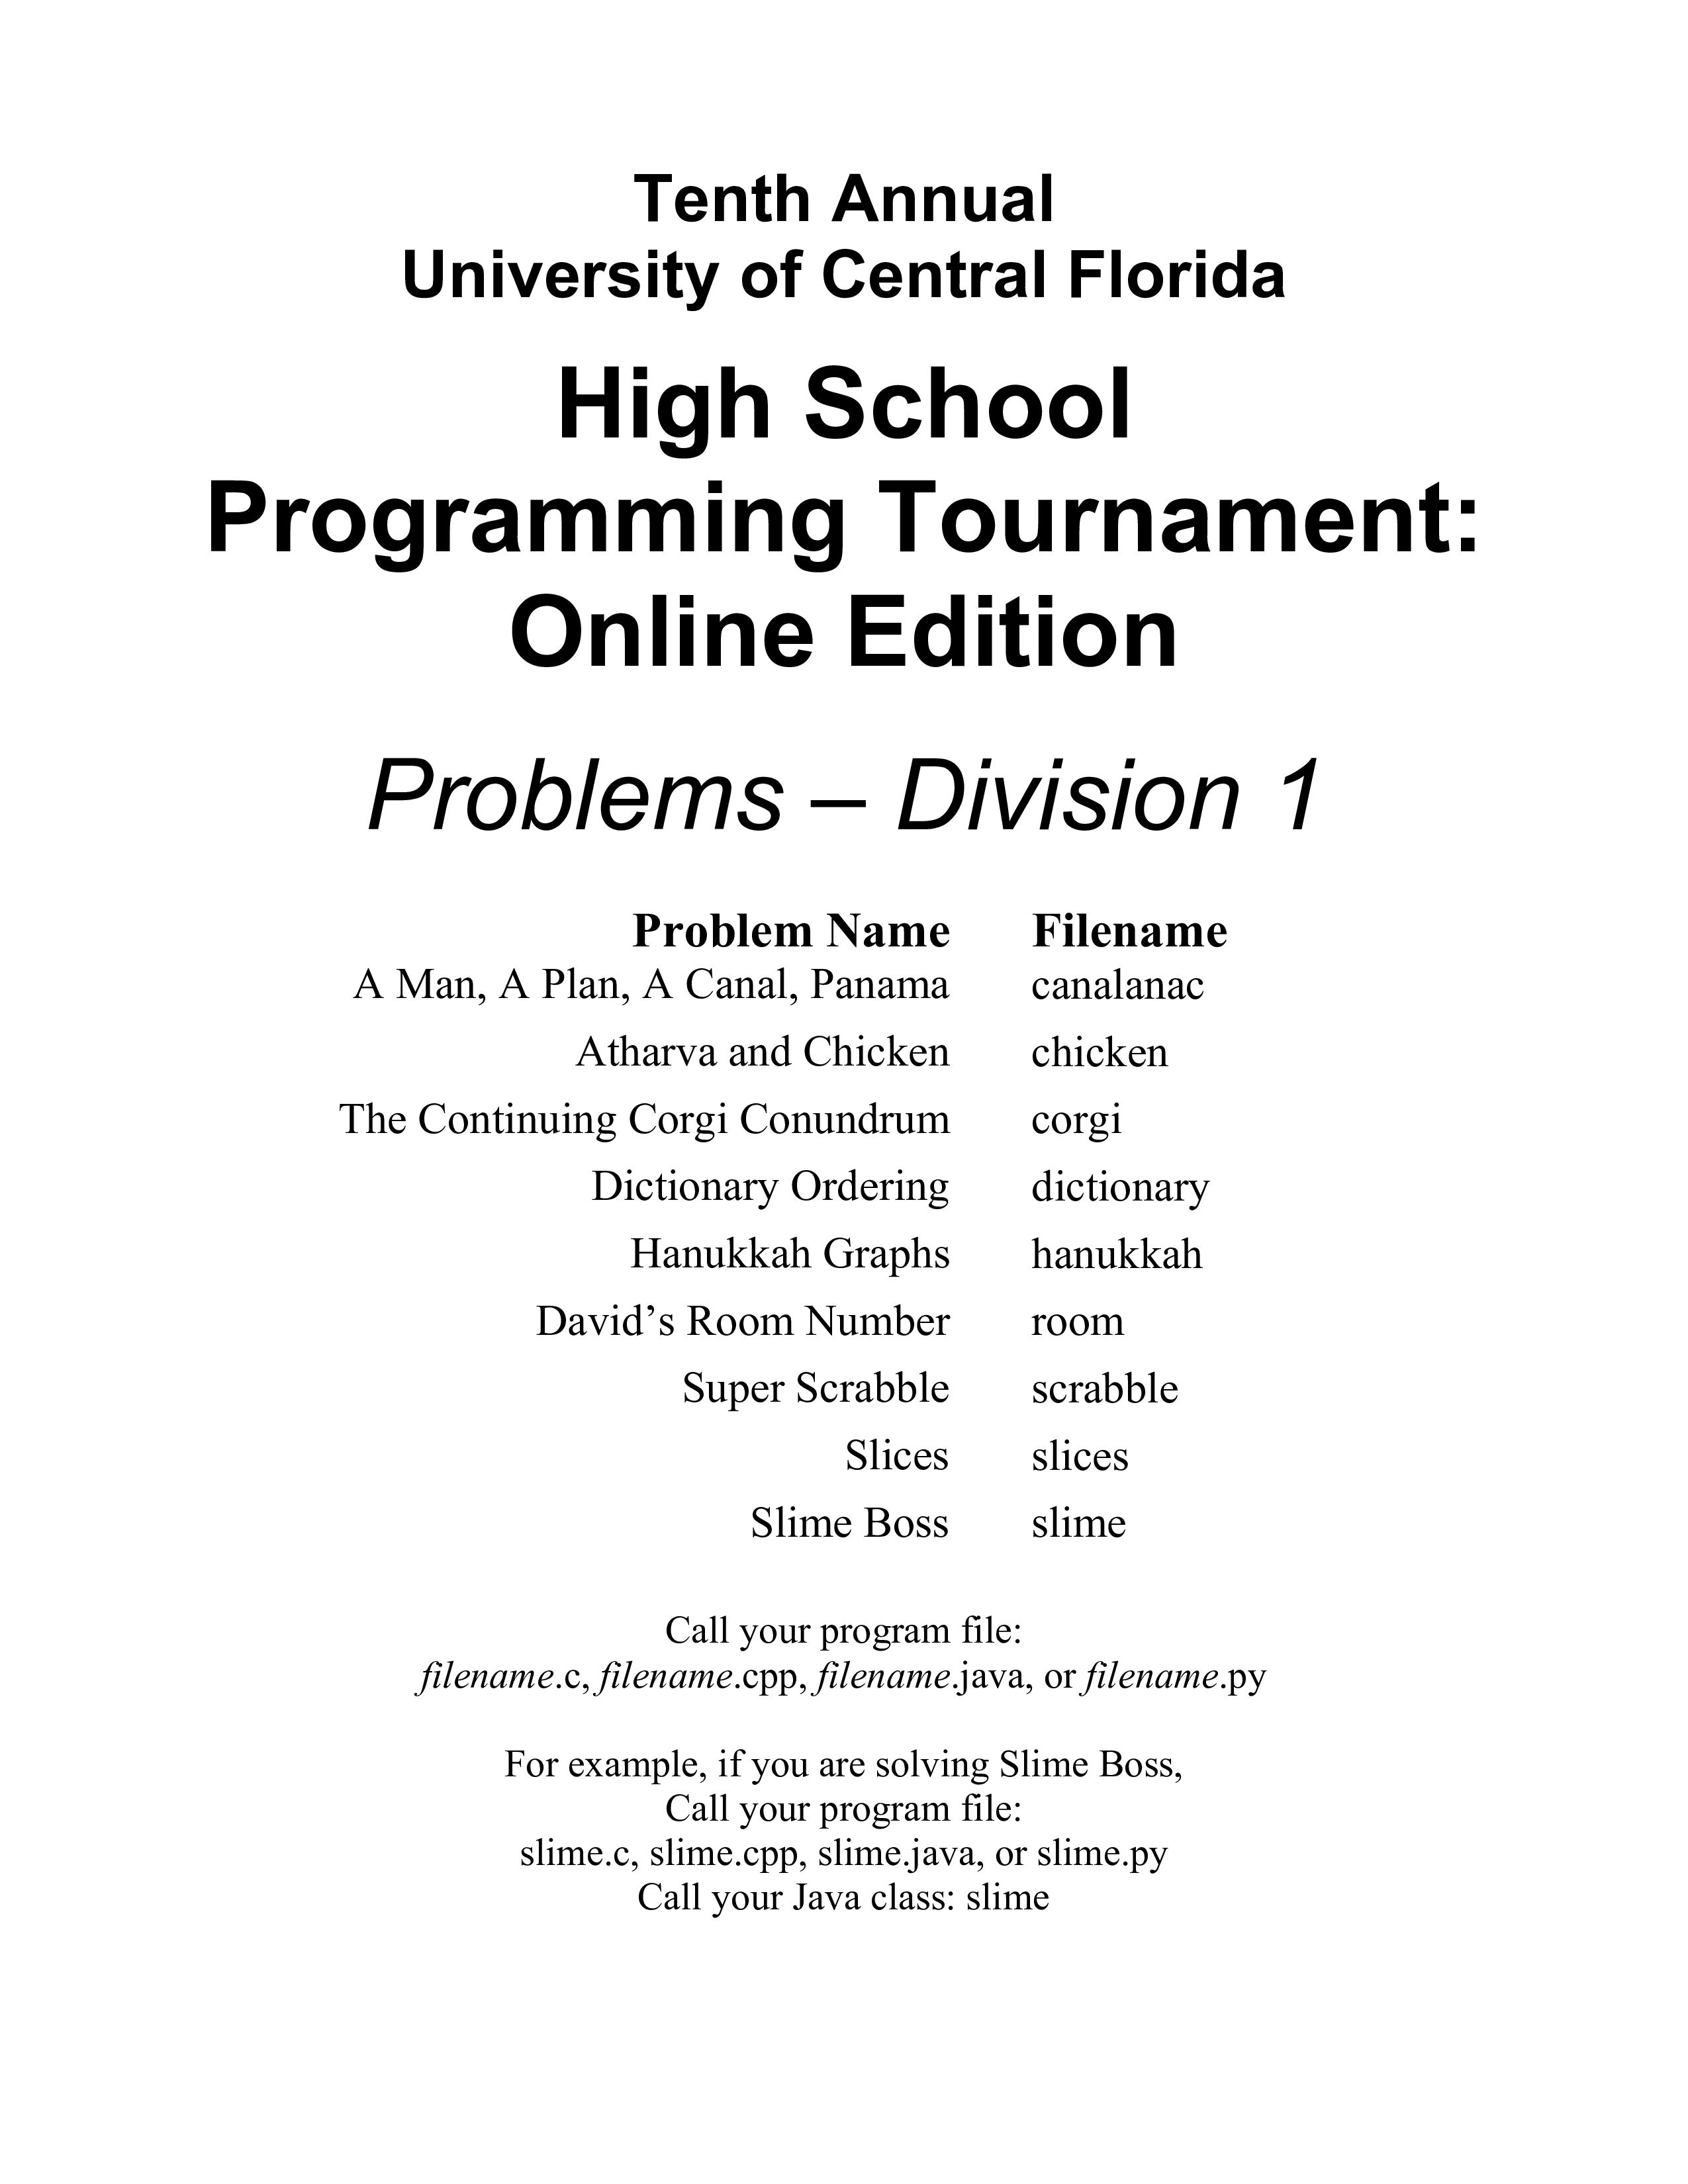 Tenth Annual
University of Central Florida
High School
Programming Tournament:
Online Edition
Problems – Division 1
Problem Name Filename
A Man, A Plan, A Canal, Panama canalanac
Atharva and Chicken chicken
The Continuing Corgi Conundrum corgi
Dictionary Ordering dictionary
Hanukkah Graphs hanukkah
David’s Room Number room
Super Scrabble scrabble
Slices slices
Slime Boss slime
Call your program file:
filename.c, filename.cpp, filename.java, or filename.py
For example, if you are solving Slime Boss,
Call your program file:
slime.c, slime.cpp, slime.java, or slime.py
Call your Java class: slime